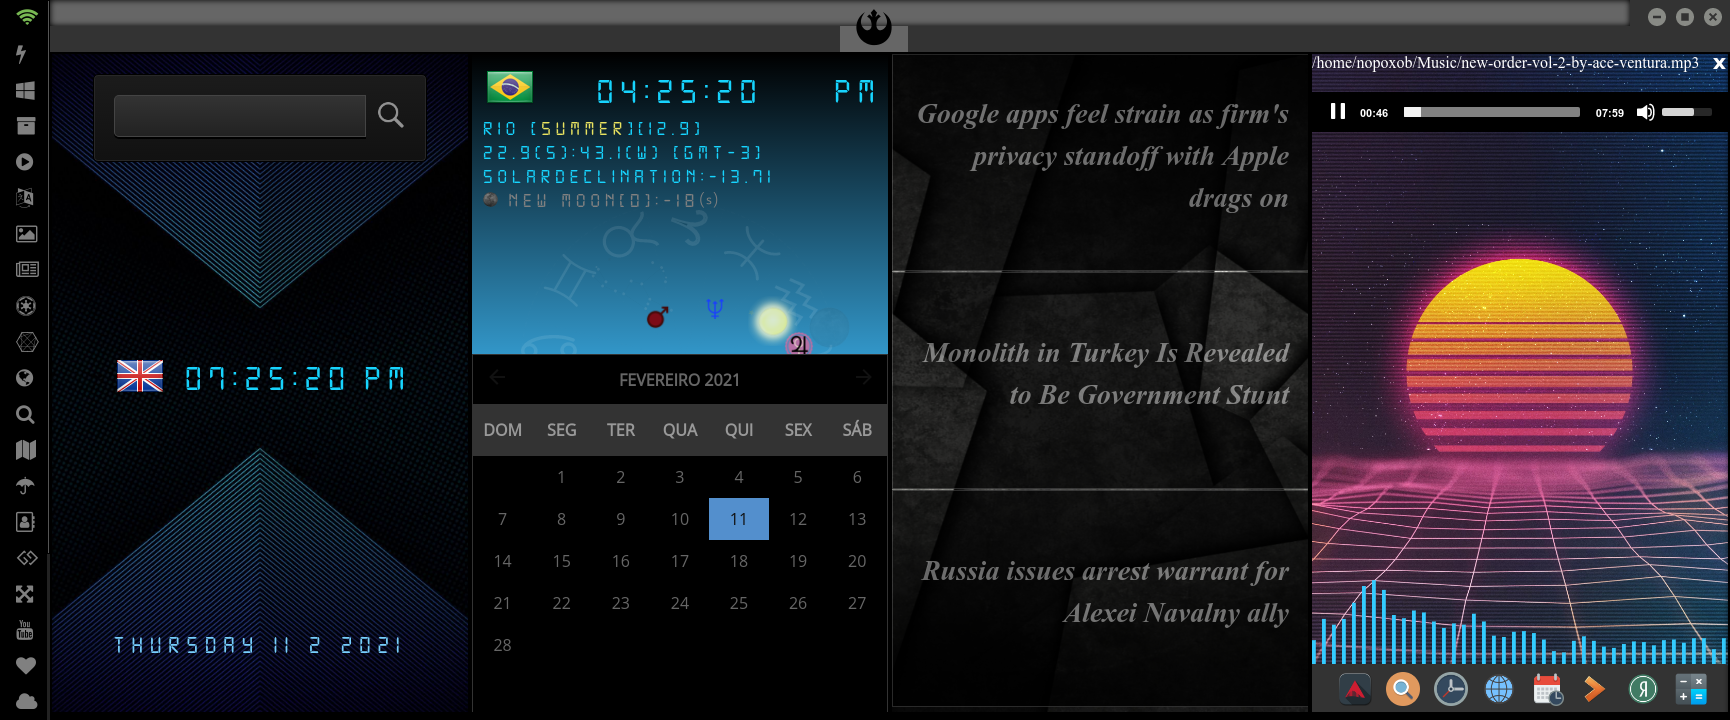 07:25:20 PM
THURSDAY 11 2 2021
04:25:20 PM
RIO (SUMMER)(12.9)
22.9(S):43.1(W) (GMT-3)
SOLARDECLINATION:-13.71
NEW MOON(0):-18(s)
FEVEREIRO 2021
DOM SEG TER QUA QUI SEX SÁB
1 2 3 4 5 6
7 8 9 10 11 12 13
14 15 16 17 18 19 20
21 22 23 24 25 26 27
28
Google apps feel strain as firm's
privacy standoff with Apple
drags on
Monolith in Turkey Is Revealed
to Be Government Stunt
Russia issues arrest warrant for
Alexei Navalny ally
/home/nopoxob/Music/new-order-vol-2-by-ace-ventura.mp3 x
00:46 07:59
You
Tube
Я